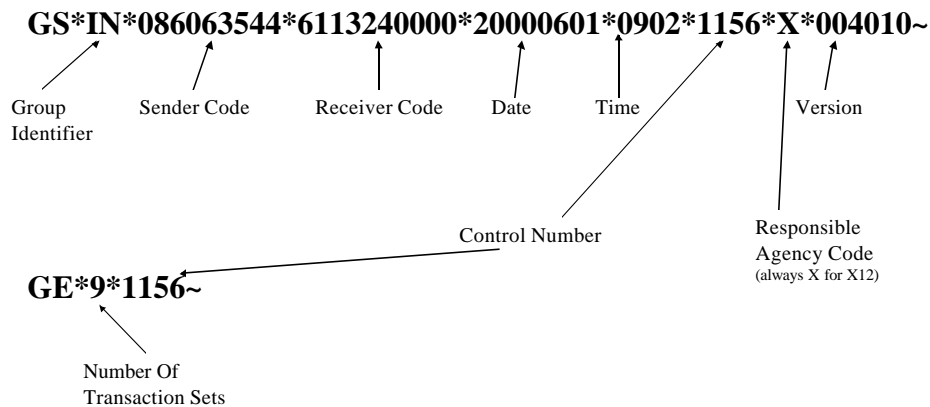 GS*IN*086063544*6113240000*20000601*0902*1156*X*004010~
Group
Identifier
Sender Code
Receiver Code
Date
Time
Version
Control Number
Responsible
Agency Code
(always X for X12)
GE*9*1156~
Number Of
Transaction Sets